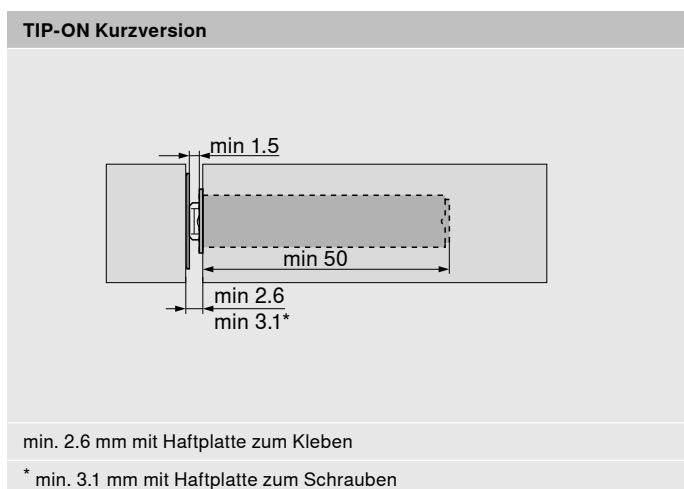 TIP-ON Kurzversion
min 1.5
min 50
min 2.6
min 3.1*
min. 2.6 mm mit Haftplatte zum Kleben
* min. 3.1 mm mit Haftplatte zum Schrauben